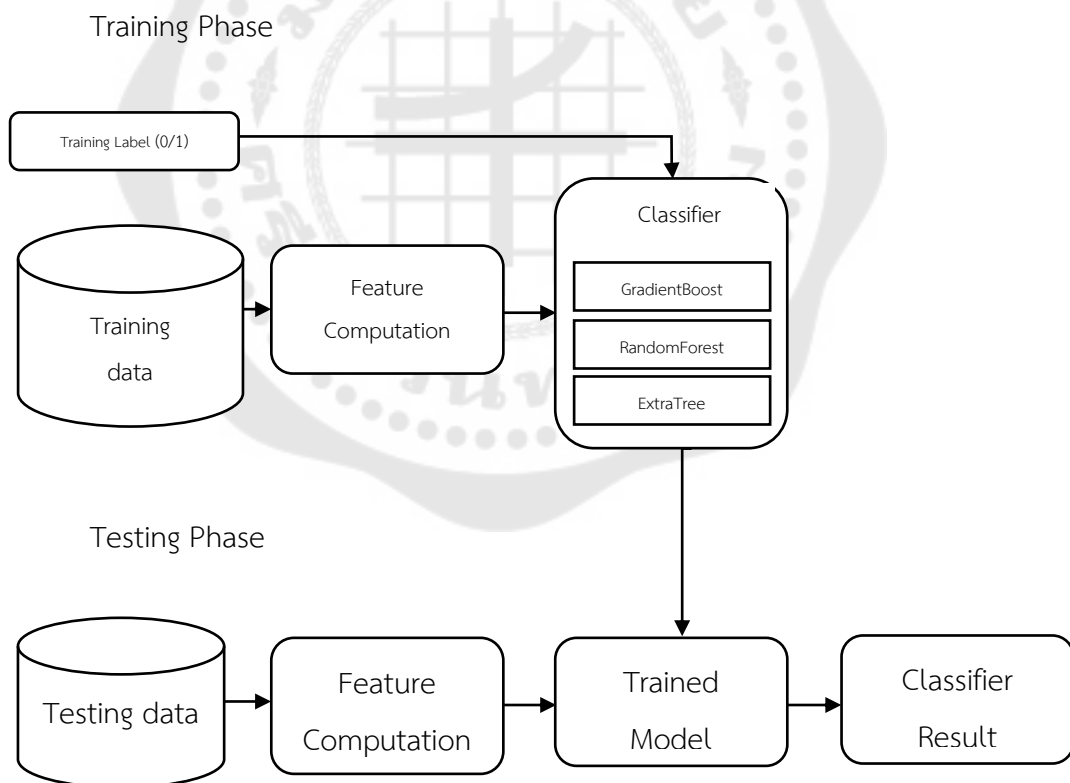 Training Phase
Training Label (0/1)
Classifier
GradientBoost
RandomForest
ExtraTree
Feature
Computation
Training
data
Testing Phase
Testing data
Feature
Computation
Trained
Model
Classifier
Result